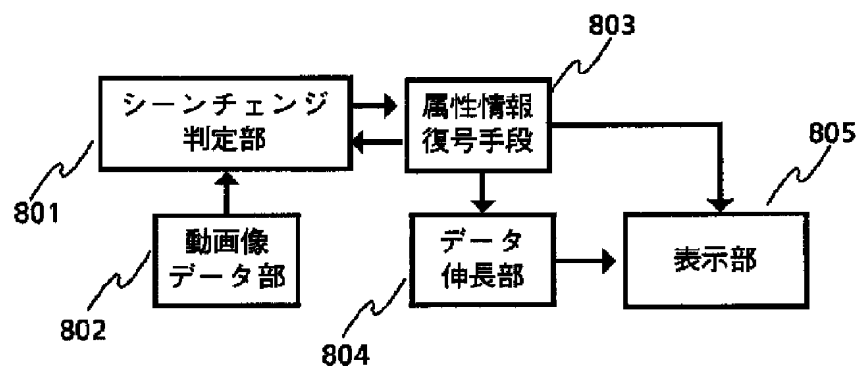 803
シーンチェンジ
判定部
属性情報
復号手段
805
801
動画像
データ部
データ
伸長部
表示部
802
804